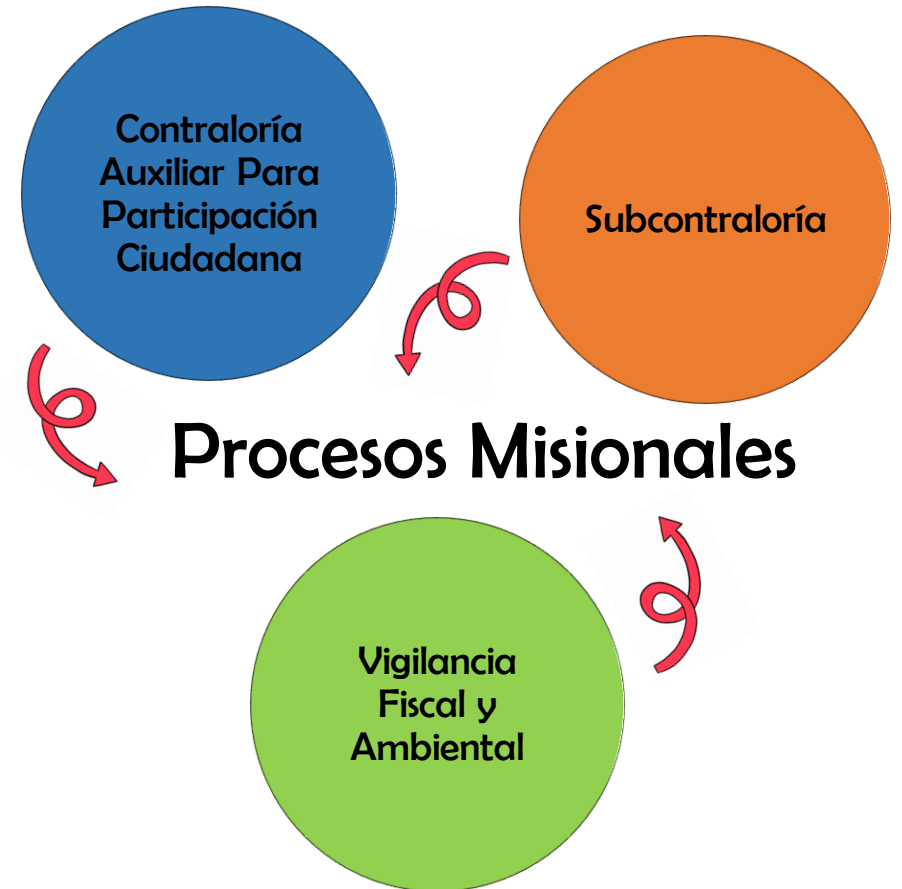 Contraloría
Auxiliar Para
Participación
Ciudadana
Subcontraloría
Procesos Misionales
Vigilancia
Fiscal y
Ambiental